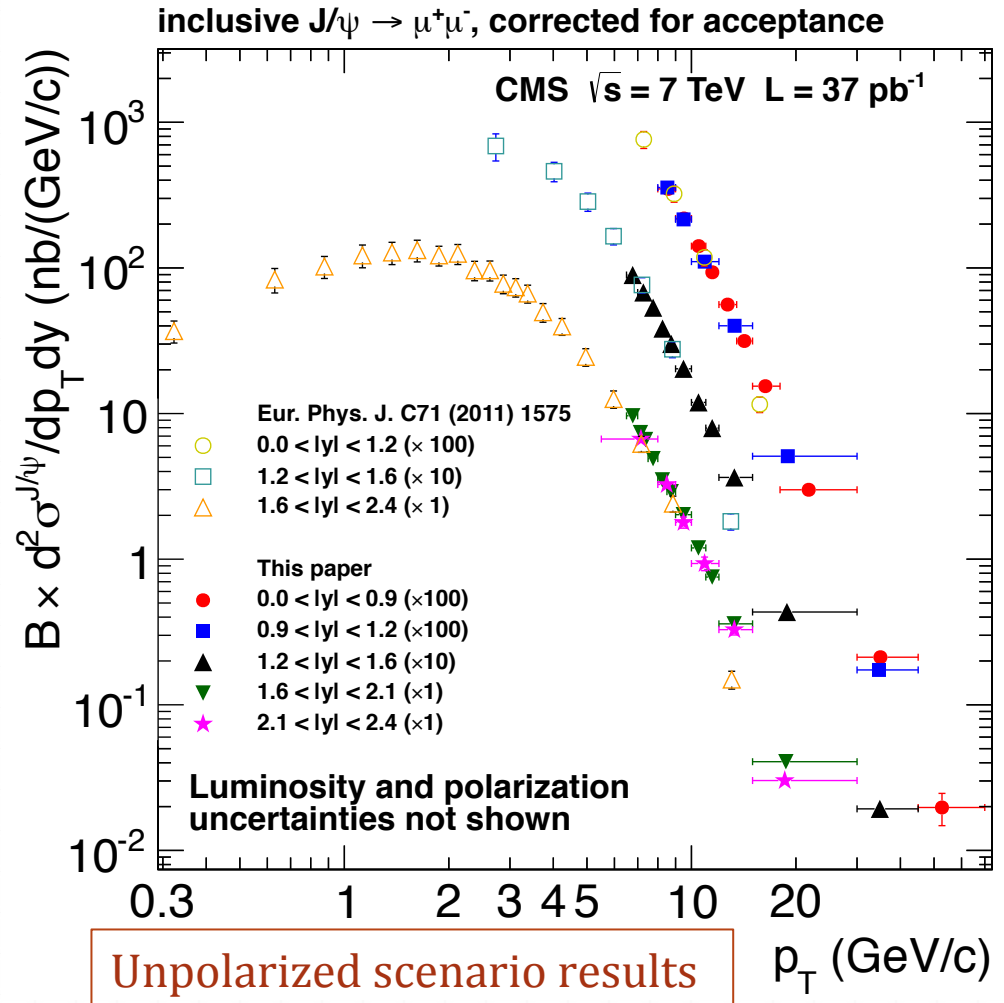 inclusive J/ψ → μ⁺μ⁻, corrected for acceptance
CMS √s = 7 TeV L = 37 pb⁻¹
B × d²σ^J/ψ/dp_T dy (nb/(GeV/c))
10³
10²
10
1
10⁻¹
10⁻²
Eur. Phys. J. C71 (2011) 1575
0.0 < |y| < 1.2 (× 100)
1.2 < |y| < 1.6 (× 10)
1.6 < |y| < 2.4 (× 1)
This paper
0.0 < |y| < 0.9 (×100)
0.9 < |y| < 1.2 (×100)
1.2 < |y| < 1.6 (×10)
1.6 < |y| < 2.1 (×1)
2.1 < |y| < 2.4 (×1)
Luminosity and polarization
uncertainties not shown
0.3 1 2 3 4 5 10 20
p_T (GeV/c)
Unpolarized scenario results